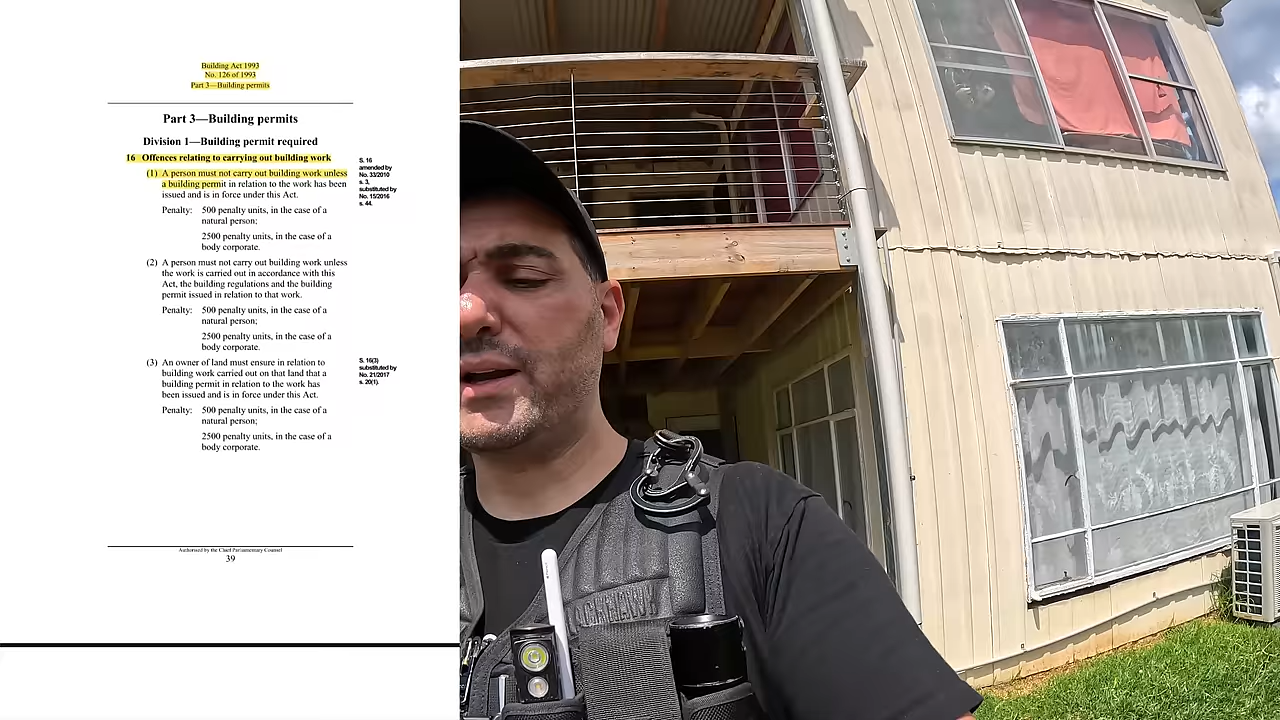 Building Act 1993
No. 126 of 1993
Part 3—Building permits
Part 3—Building permits
Division 1—Building permit required
16 Offences relating to carrying out building work
(1) A person must not carry out building work unless
a building permit in relation to the work has been
issued and is in force under this Act.
Penalty: 500 penalty units, in the case of a
natural person;
2500 penalty units, in the case of a
body corporate.
(2) A person must not carry out building work unless
the work is carried out in accordance with this
Act, the building regulations and the building
permit issued in relation to that work.
Penalty: 500 penalty units, in the case of a
natural person;
2500 penalty units, in the case of a
body corporate.
(3) An owner of land must ensure in relation to
building work carried out on that land that a
building permit in relation to the work has
been issued and is in force under this Act.
Penalty: 500 penalty units, in the case of a
natural person;
2500 penalty units, in the case of a
body corporate.
S. 16
amended by
No. 33/2010
s. 3,
substituted by
No. 15/2016
s. 44.
S. 16(3)
substituted by
No. 21/2017
s. 20(1).
Authorised by the Chief Parliamentary Counsel
39